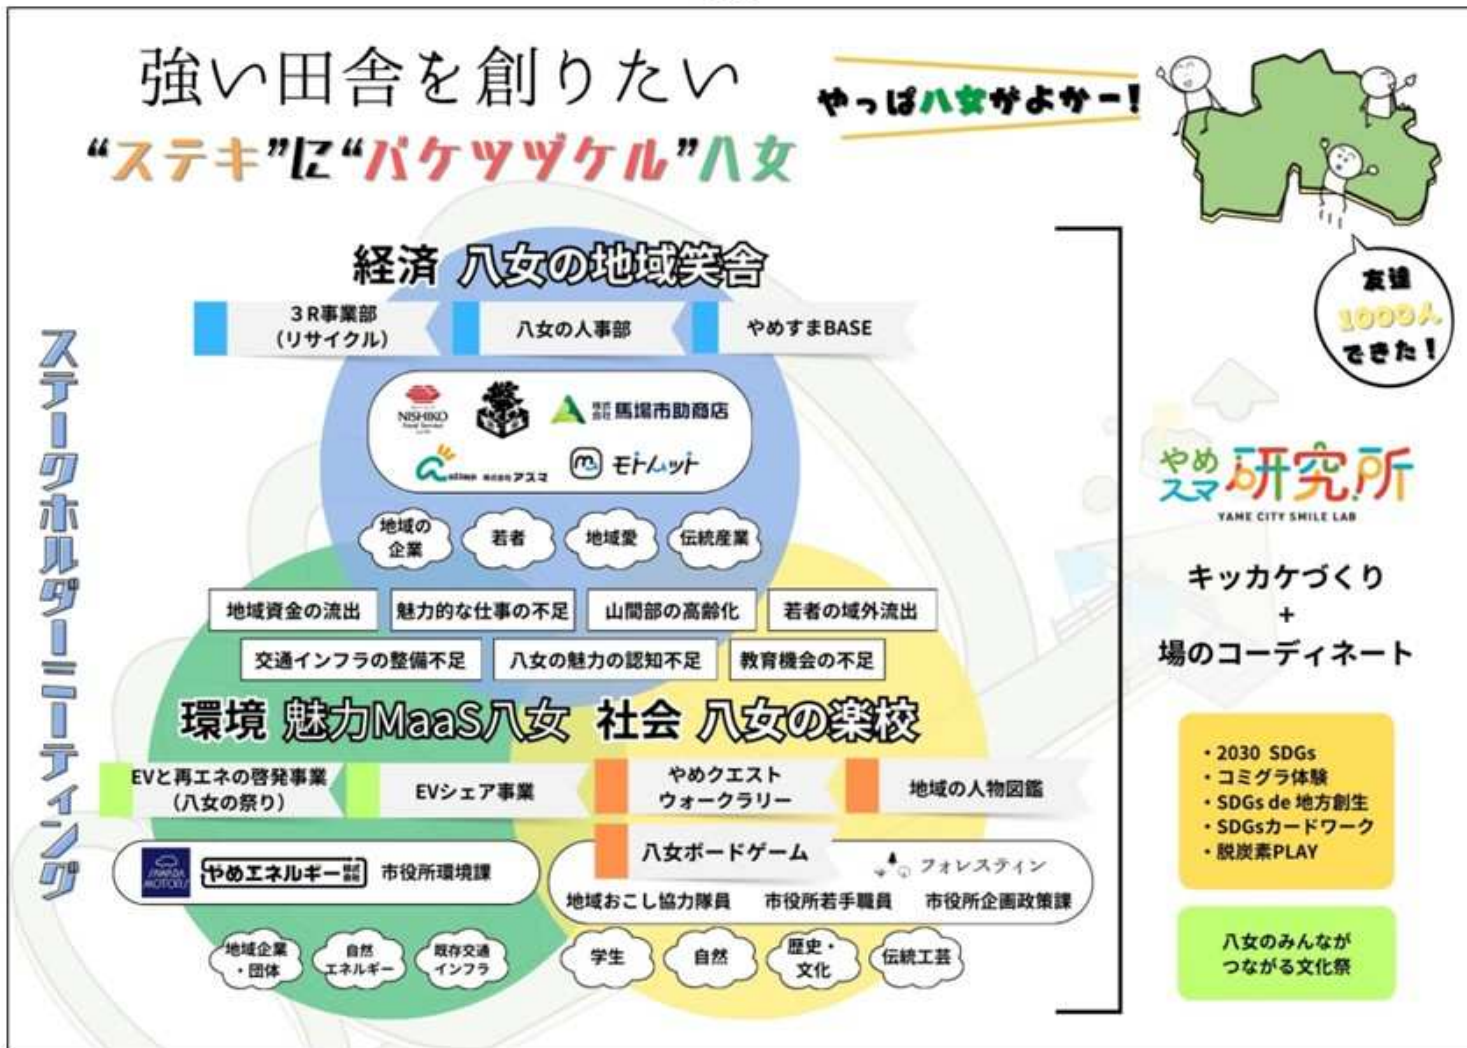 強い田舎を創りたい
“ステキ”に“バケツヅケル”八女
やっぱ八女がよかー!
友達
1000人
できた!
ステークホルダーミーティング
経済 八女の地域笑舎
3R事業部
(リサイクル)
八女の人事部
やめすまBASE
NISHIKO
Food Service
株式会社 馬場市助商店
株式会社 アスマ
モトムット
地域の
企業
若者
地域愛
伝統産業
地域資金の流出
魅力的な仕事の不足
山間部の高齢化
若者の域外流出
交通インフラの整備不足
八女の魅力の認知不足
教育機会の不足
環境 魅力MaaS八女
EVと再エネの啓発事業
(八女の祭り)
EVシェア事業
SAWADA
MOTORS
やめエネルギー株式会社
市役所環境課
地域企業
・団体
自然
エネルギー
既存交通
インフラ
社会 八女の楽校
やめクエスト
ウォークラリー
地域の人物図鑑
八女ボードゲーム
フォレスティン
地域おこし協力隊員 市役所若手職員 市役所企画政策課
学生
自然
歴史・
文化
伝統工芸
やめ
スマ
研究所
YAME CITY SMILE LAB
キッカケづくり
+
場のコーディネート
・2030 SDGs
・コミグラ体験
・SDGs de 地方創生
・SDGsカードワーク
・脱炭素PLAY
八女のみんなが
つながる文化祭